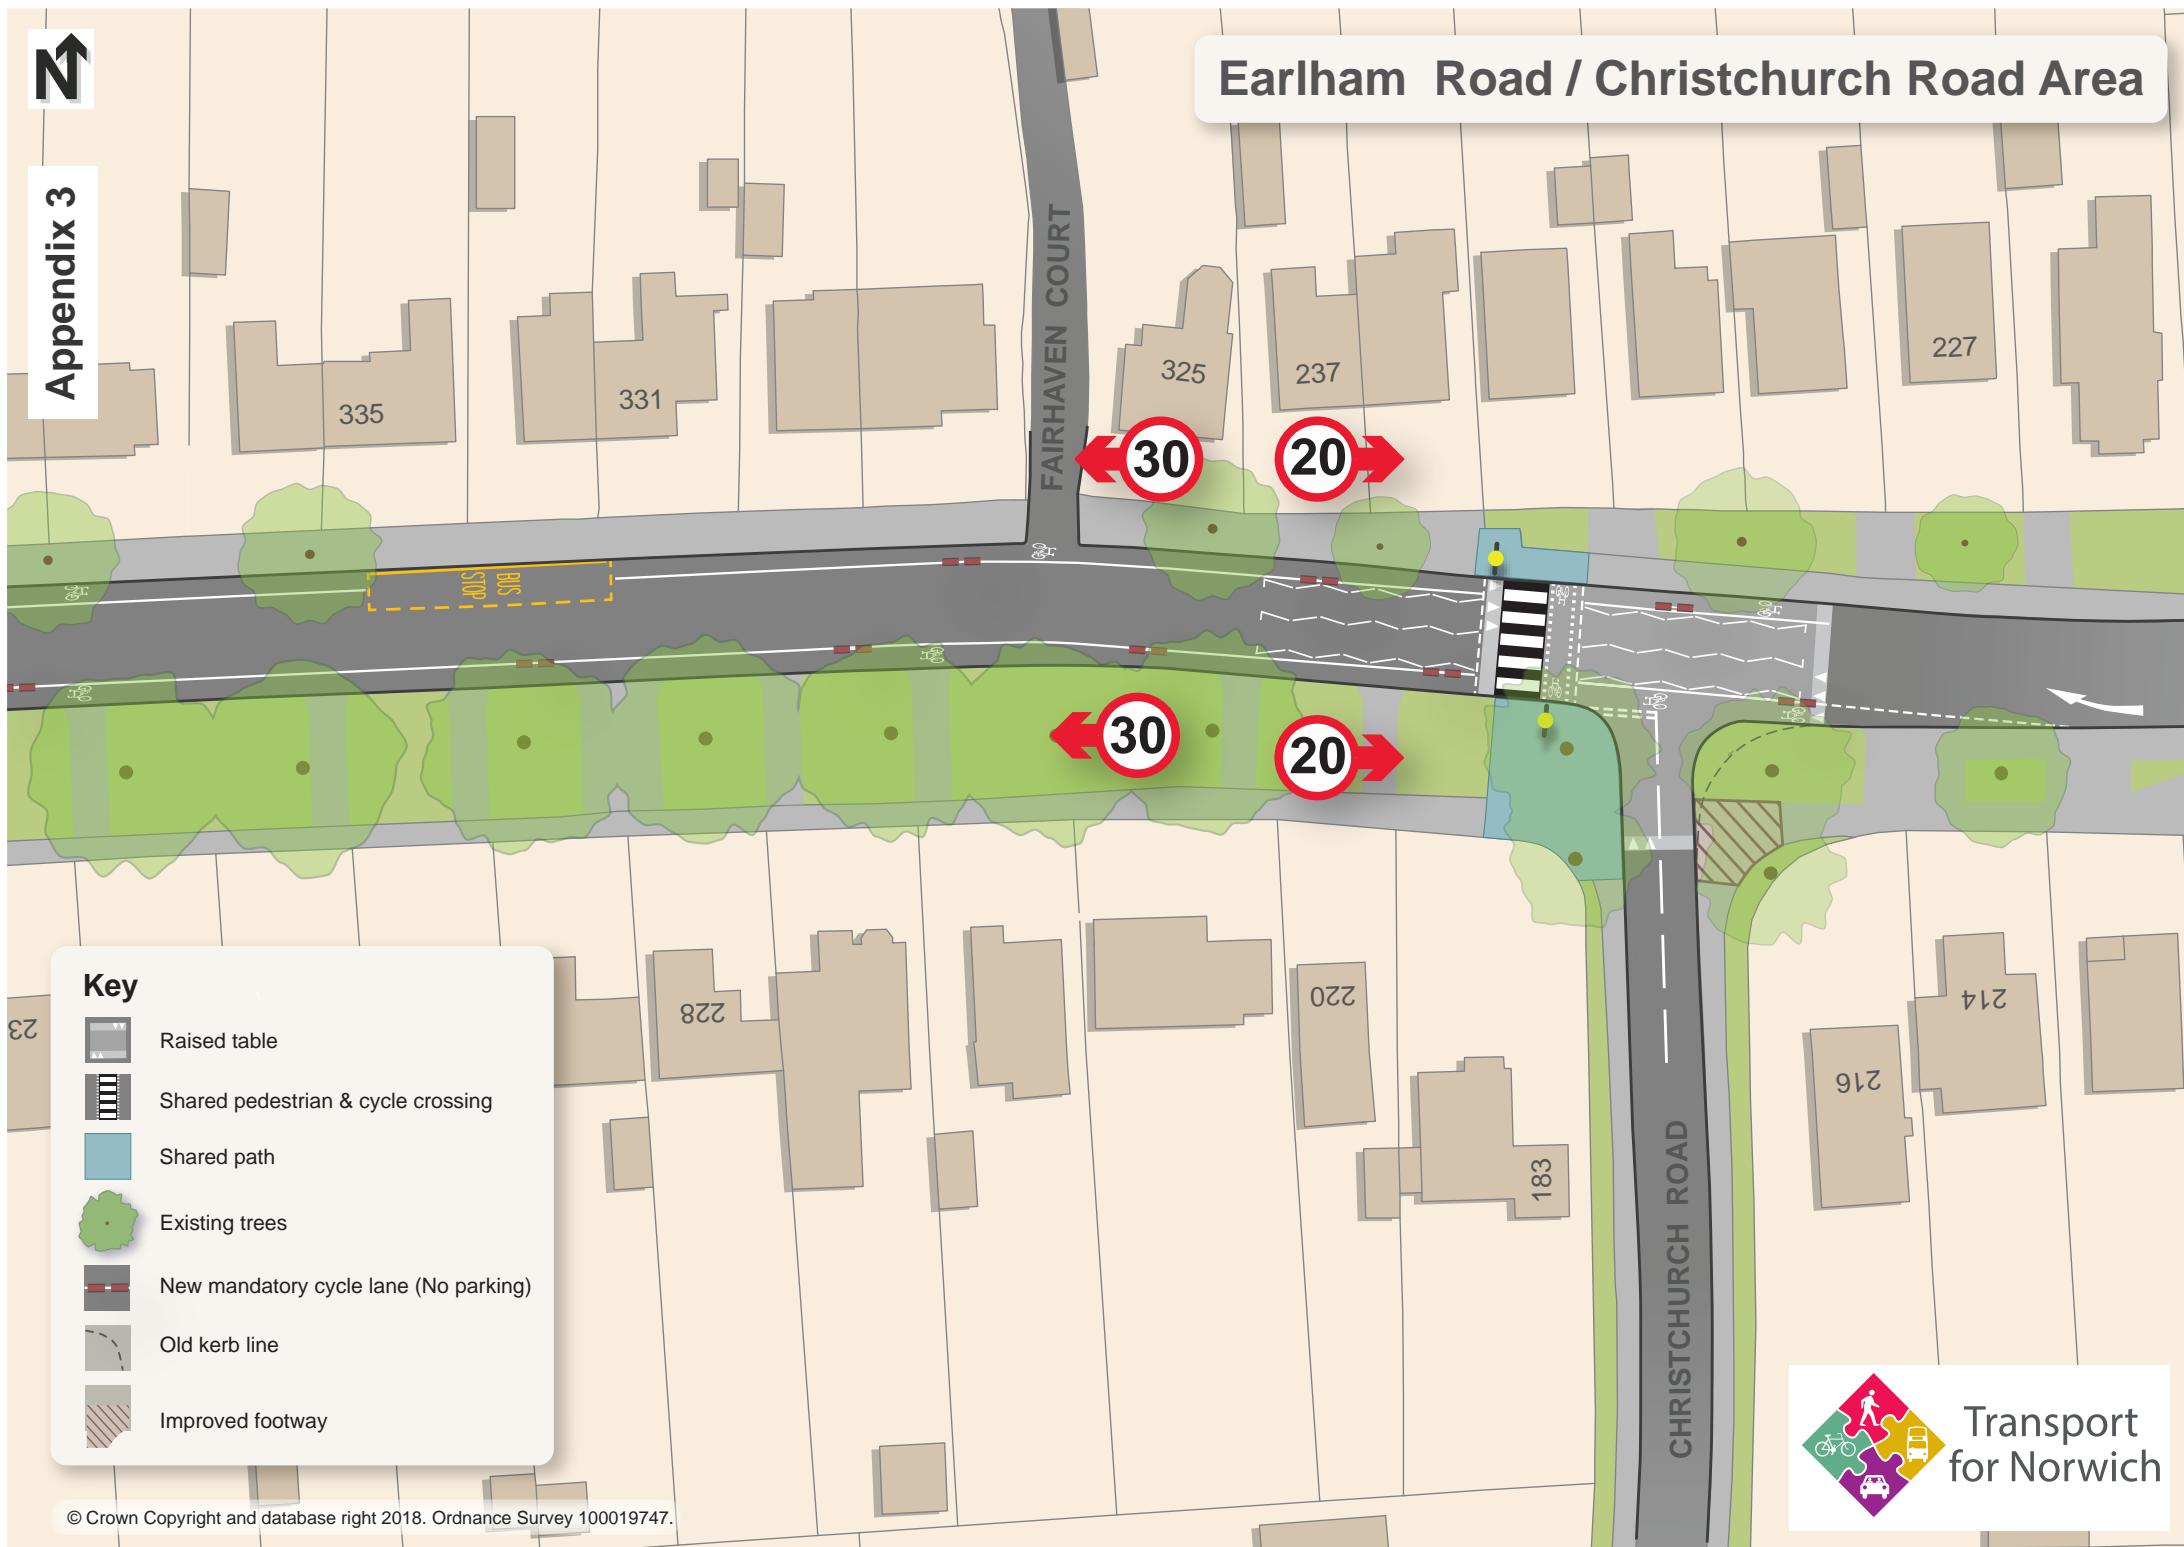 N
Earlham Road / Christchurch Road Area
Appendix 3
FAIRHAVEN COURT
335
331
325
237
227
30
20
BUS
STOP
30
20
23
228
220
183
214
216
CHRISTCHURCH ROAD
Key
Raised table
Shared pedestrian & cycle crossing
Shared path
Existing trees
New mandatory cycle lane (No parking)
Old kerb line
Improved footway
© Crown Copyright and database right 2018. Ordnance Survey 100019747.
Transport
for Norwich